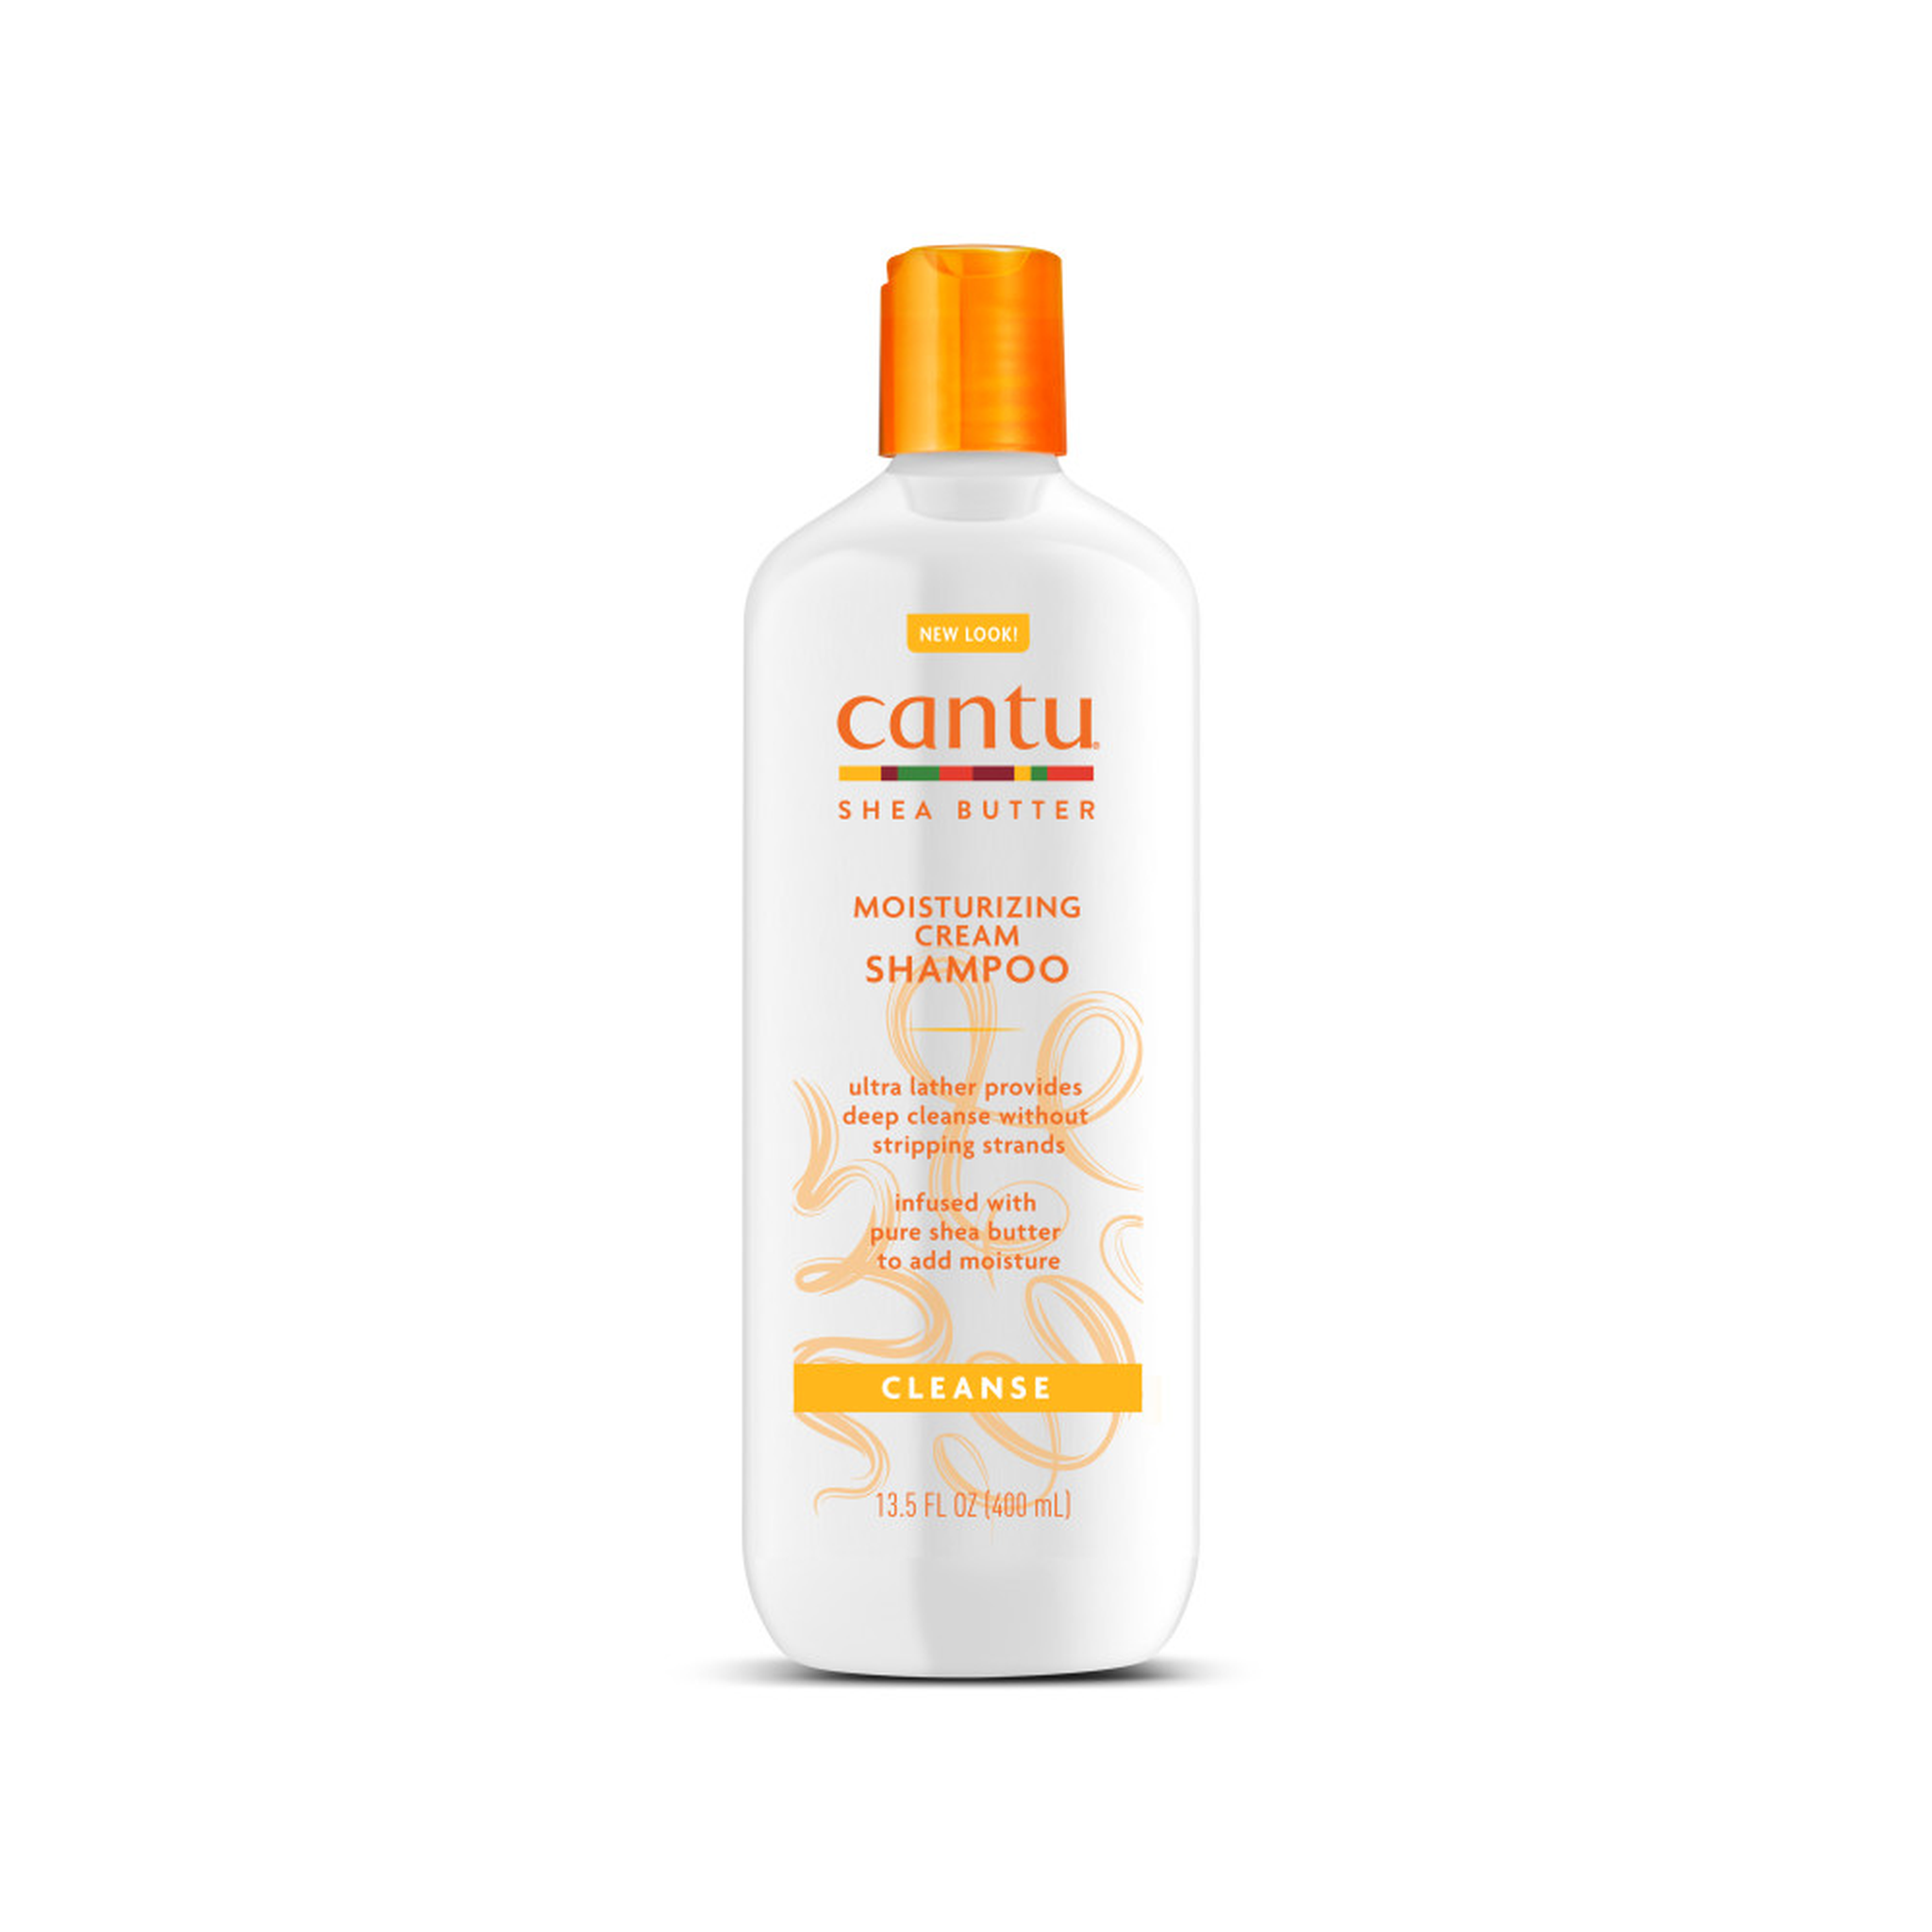 NEW LOOK!
cantu®
SHEA BUTTER
MOISTURIZING
CREAM
SHAMPOO
ultra lather provides
deep cleanse without
stripping strands
infused with
pure shea butter
to add moisture
CLEANSE
13.5 FL OZ (400 mL)